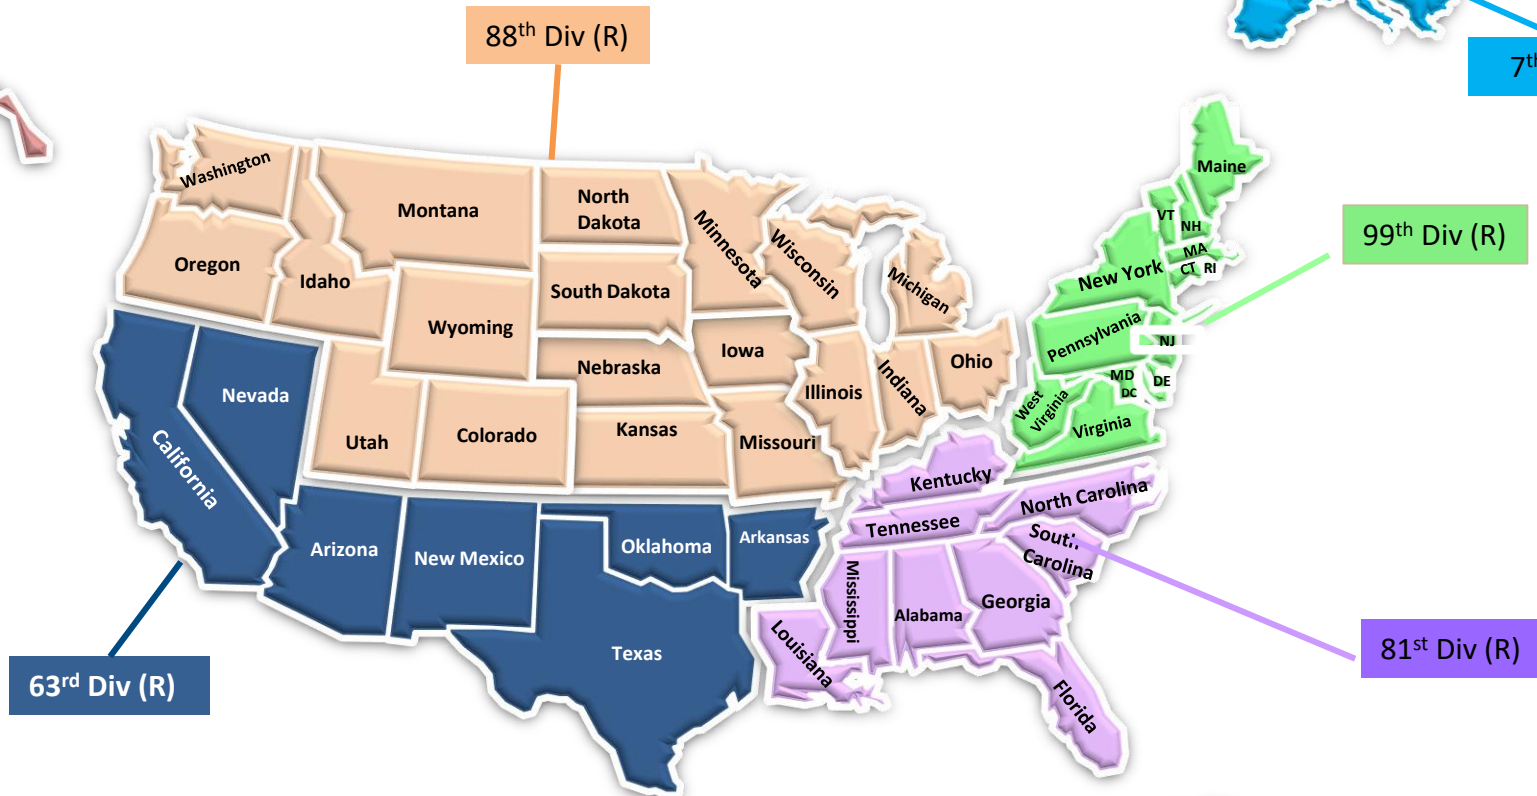 88th Div (R)
7th
Maine
Washington
VT
NH
North
Dakota
Montana
Minnesota
Wisconsin
MA
CT
RI
99th Div (R)
Oregon
Idaho
South Dakota
Michigan
New York
Wyoming
Iowa
Pennsylvania
NJ
Nebraska
Ohio
Illinois
Indiana
MD
DC
DE
Nevada
West
Virginia
Virginia
Utah
Colorado
Kansas
Missouri
California
Kentucky
North Carolina
Tennessee
Arizona
New Mexico
Oklahoma
Arkansas
Carolina
Mississippi
Alabama
Georgia
Texas
Louisiana
Florida
81st Div (R)
63rd Div (R)